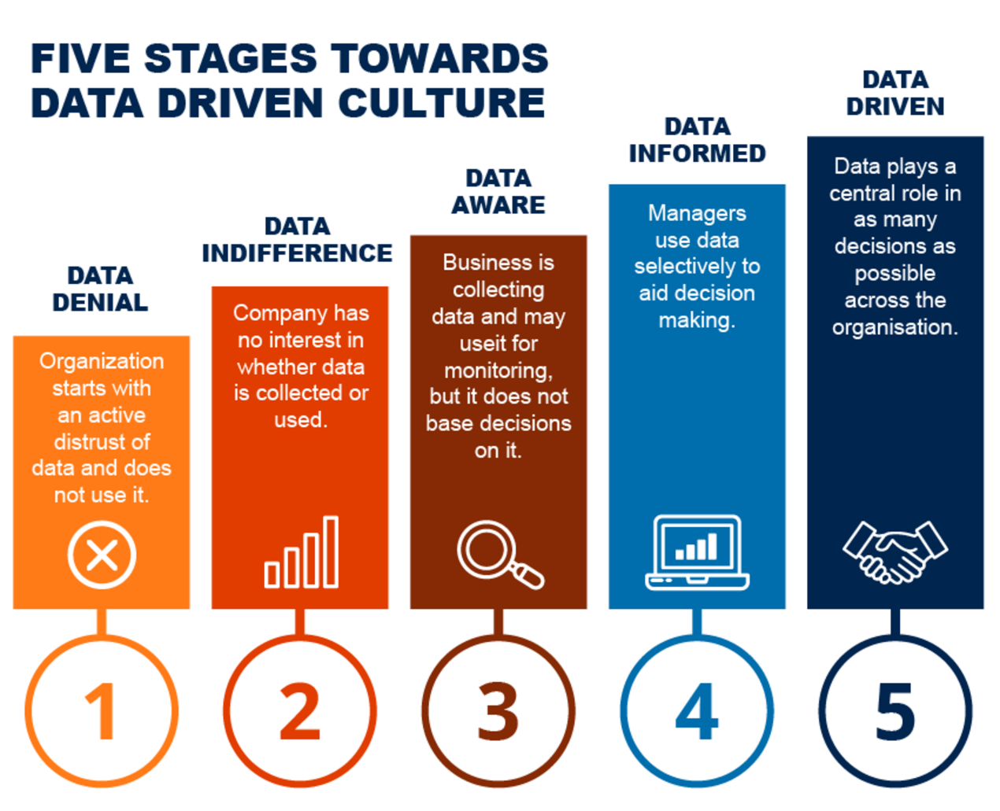 FIVE STAGES TOWARDS
DATA DRIVEN CULTURE
DATA
DENIAL
Organization
starts with
an active
distrust of
data and does
not use it.
1
DATA
INDIFFERENCE
Company has
no interest in
whether data
is collected or
used.
2
DATA
AWARE
Business is
collecting
data and may
useit for
monitoring,
but it does not
base decisions
on it.
3
DATA
INFORMED
Managers
use data
selectively to
aid decision
making.
4
DATA
DRIVEN
Data plays a
central role in
as many
decisions as
possible
across the
organisation.
5